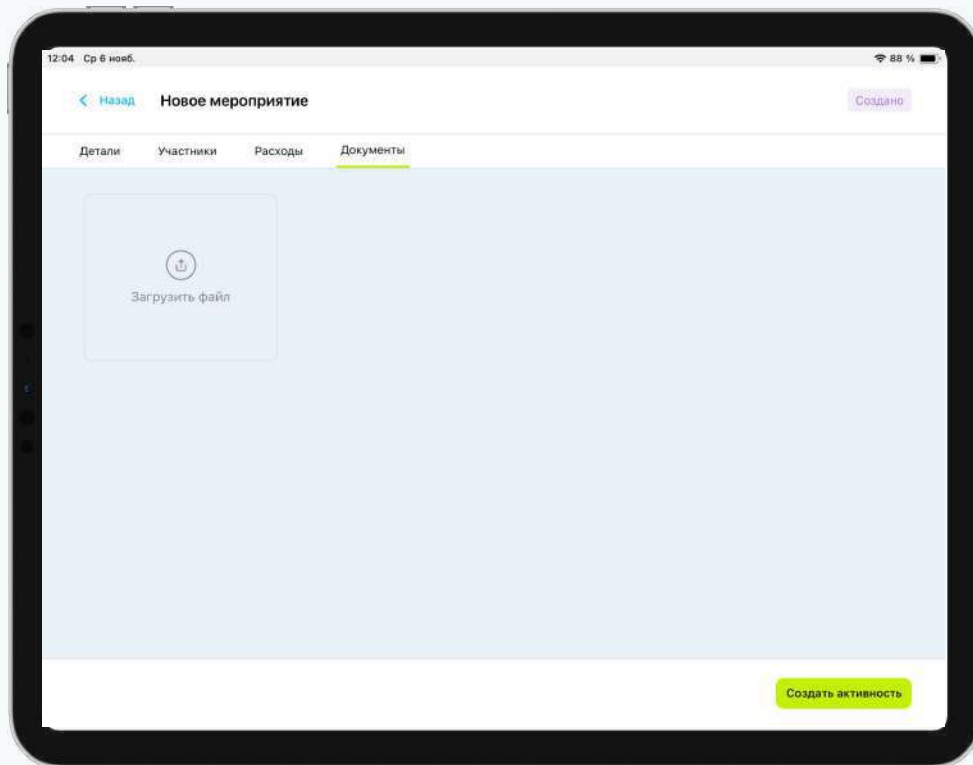 12:04 Ср 6 нояб.
88 %
Назад
Новое мероприятие
Создано
Детали
Участники
Расходы
Документы
Загрузить файл
Создать активность